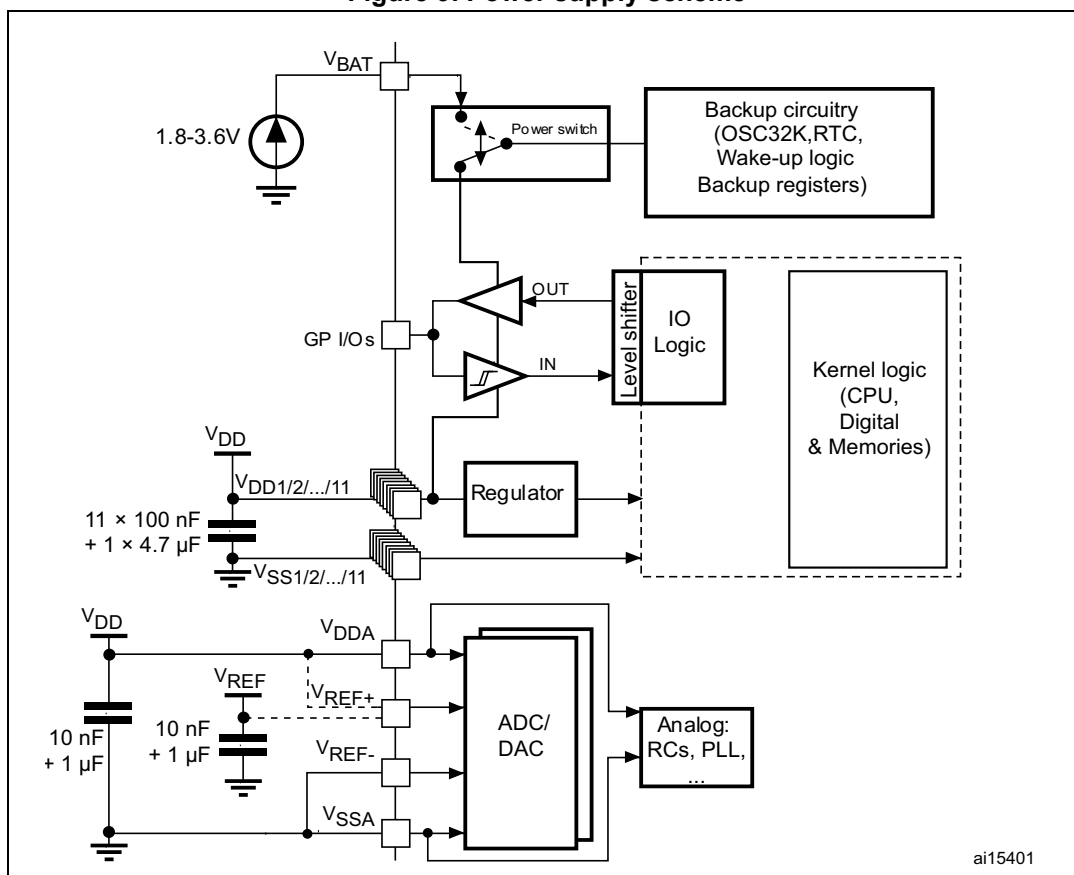 Figure 9. Power supply scheme
VBAT
1.8-3.6V
Power switch
Backup circuitry
(OSC32K,RTC,
Wake-up logic
Backup registers)
OUT
GP I/Os
IN
Level shifter
IO
Logic
Kernel logic
(CPU,
Digital
& Memories)
VDD
VDD1/2/.../11
Regulator
11 × 100 nF
+ 1 × 4.7 µF
VSS1/2/.../11
VDD
VDDA
VREF
VREF+
10 nF
+ 1 µF
10 nF
+ 1 µF
VREF-
ADC/
DAC
Analog:
RCs, PLL,
...
VSSA
ai15401